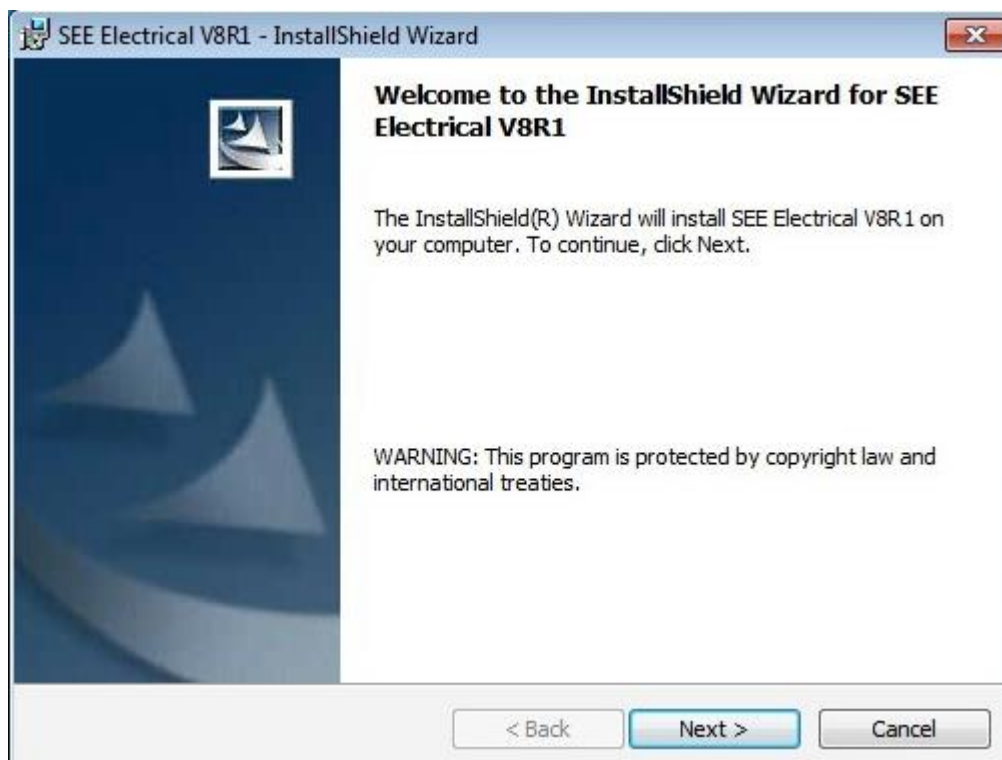 SEE Electrical V8R1 - InstallShield Wizard
Welcome to the InstallShield Wizard for SEE
Electrical V8R1
The InstallShield(R) Wizard will install SEE Electrical V8R1 on
your computer. To continue, click Next.
WARNING: This program is protected by copyright law and
international treaties.
< Back Next > Cancel